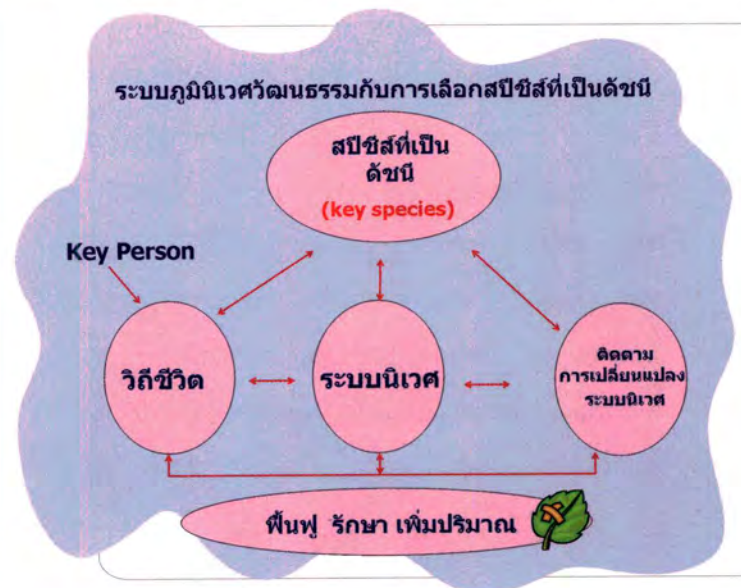 ระบบภูมินิเวศวัฒนธรรมกับการเลือกสปีชีส์ที่เป็นดัชนี
สปีชีส์ที่เป็น
ดัชนี
(key species)
Key Person
วิถีชีวิต
ระบบนิเวศ
ติดตาม
การเปลี่ยนแปลง
ระบบนิเวศ
ฟื้นฟู รักษา เพิ่มปริมาณ